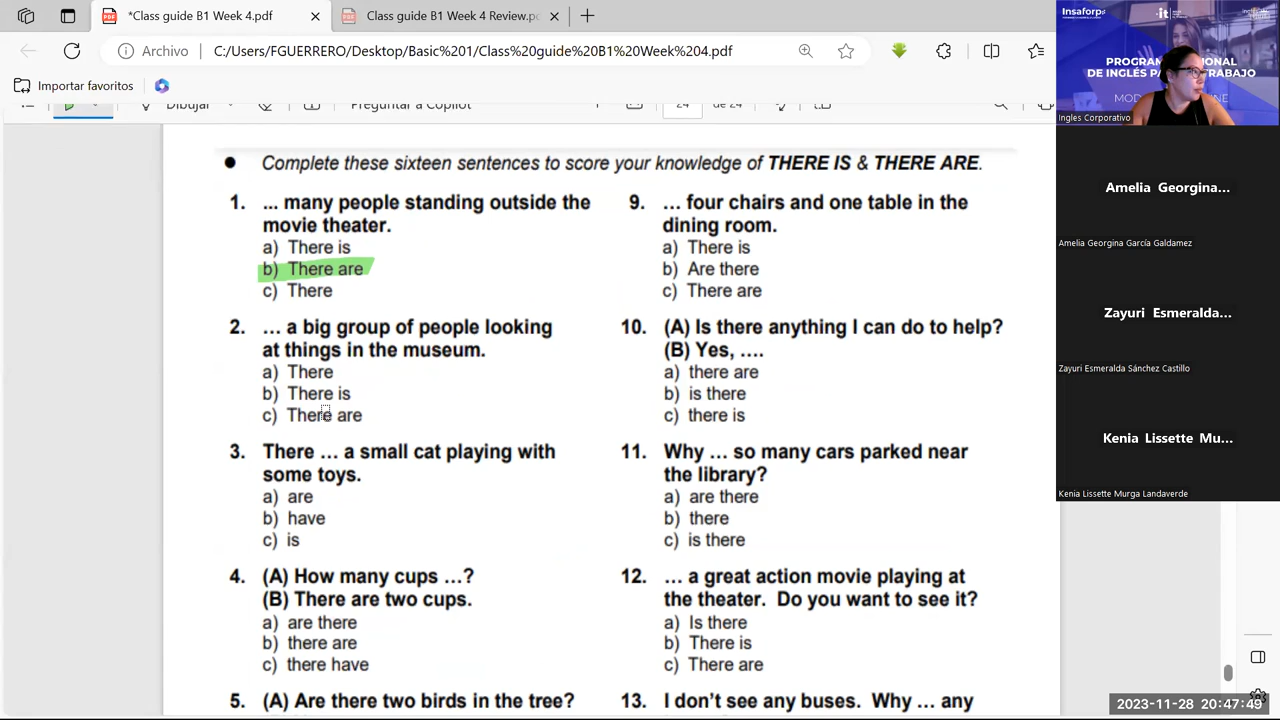 *Class guide B1 Week 4.pdf
Class guide B1 Week 4 Review.p
Archivo
C:/Users/FGUERRERO/Desktop/Basic%201/Class%20guide%20B1%20Week%204.pdf
Importar favoritos
Dibujar
Preguntar a Copilot
24
de 24
Complete these sixteen sentences to score your knowledge of THERE IS & THERE ARE.
1. ... many people standing outside the
movie theater.
a) There is
b) There are
c) There
2. … a big group of people looking
at things in the museum.
a) There
b) There is
c) There are
3. There … a small cat playing with
some toys.
a) are
b) have
c) is
4. (A) How many cups …?
(B) There are two cups.
a) are there
b) there are
c) there have
5. (A) Are there two birds in the tree?
9. … four chairs and one table in the
dining room.
a) There is
b) Are there
c) There are
10. (A) Is there anything I can do to help?
(B) Yes, ….
a) there are
b) is there
c) there is
11. Why … so many cars parked near
the library?
a) are there
b) there
c) is there
12. … a great action movie playing at
the theater. Do you want to see it?
a) Is there
b) There is
c) There are
13. I don't see any buses. Why … any
Insaforp
it
DE INGLÉS PA
Ingles Corporativo
Amelia Georgina...
Amelia Georgina García Galdamez
Zayuri Esmeralda...
Zayuri Esmeralda Sánchez Castillo
Kenia Lissette Mu...
Kenia Lissette Murga Landaverde
2023-11-28 20:47:49